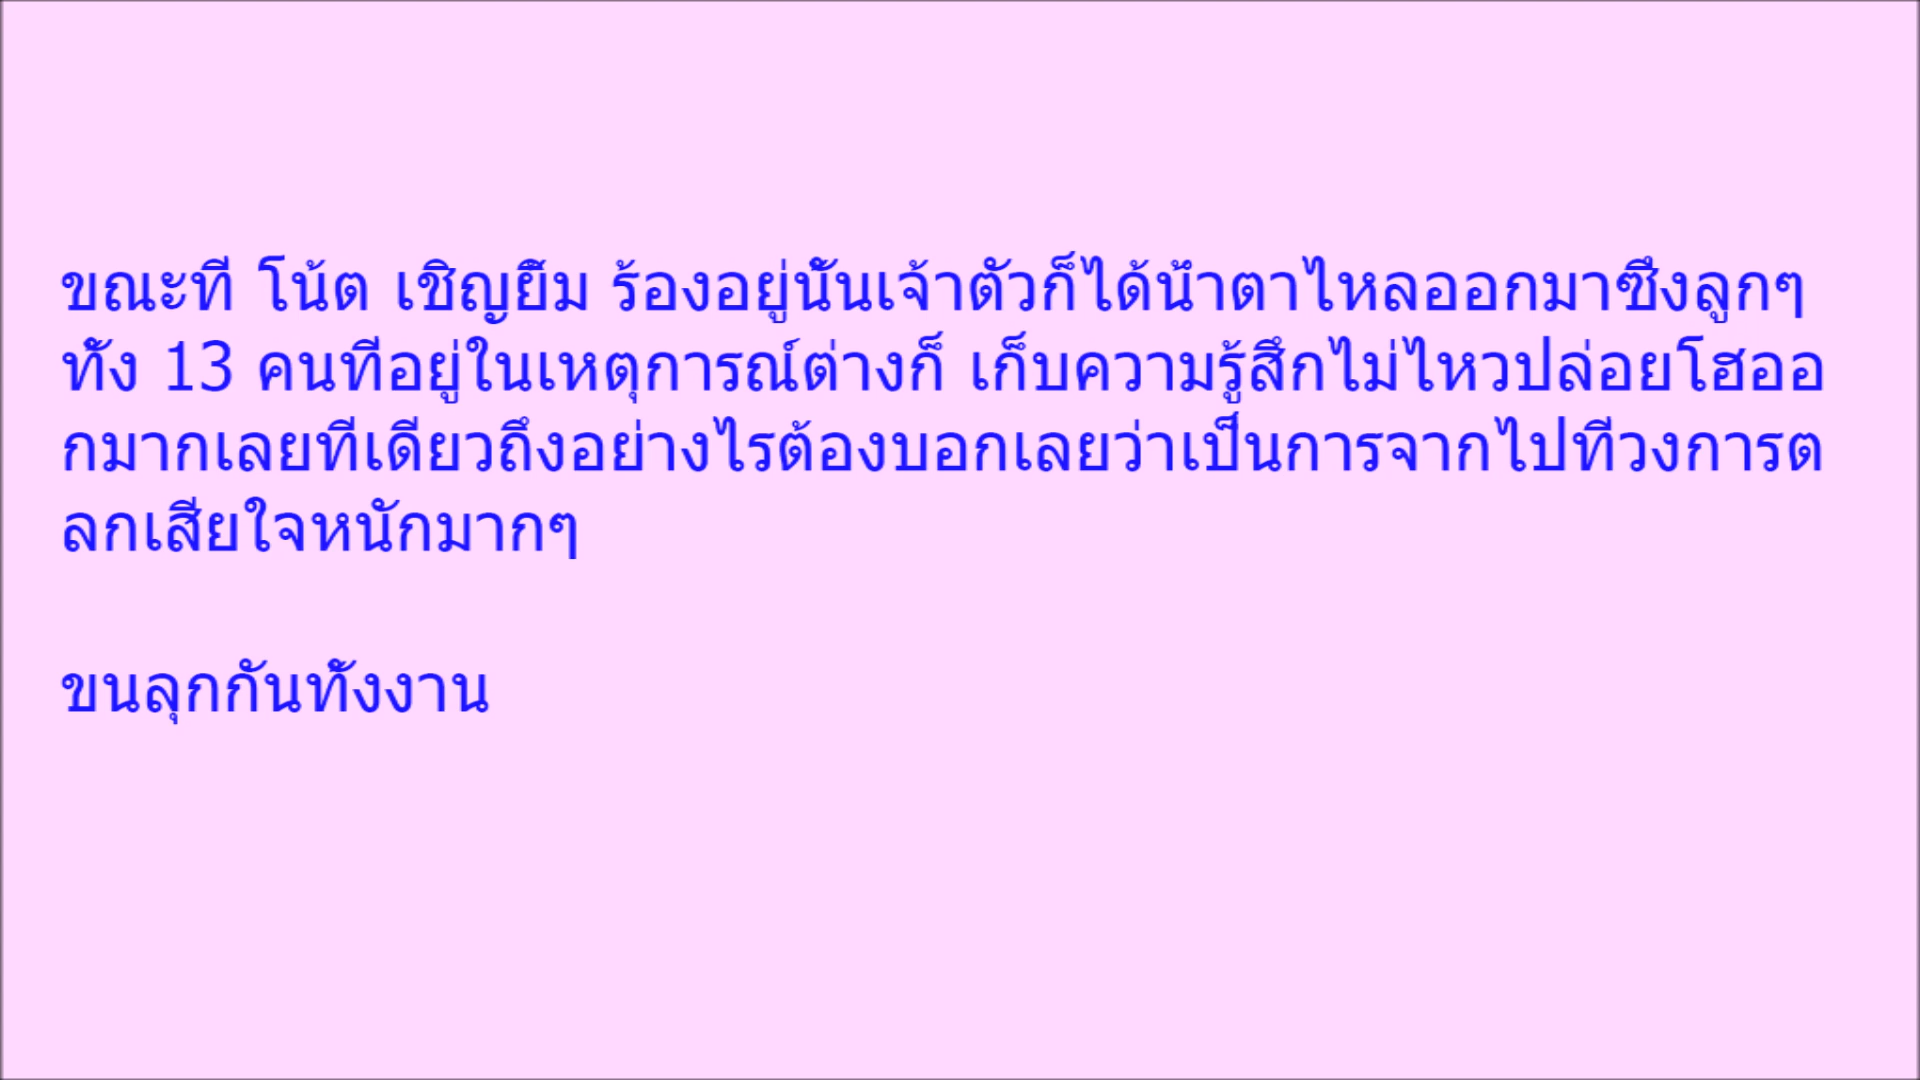 ขณะที่ โน้ต เชิญยิ้ม ร้องอยู่นั้นเจ้าตัวก็ได้น้ำตาไหลออกมาซึ่งลูกๆ
ทั้ง 13 คนที่อยู่ในเหตุการณ์ต่างก็ เก็บความรู้สึกไม่ไหวปล่อยโฮออ
กมากเลยทีเดียวถึงอย่างไรต้องบอกเลยว่าเป็นการจากไปที่วงการต
ลกเสียใจหนักมากๆ
ขนลุกกันทั้งงาน